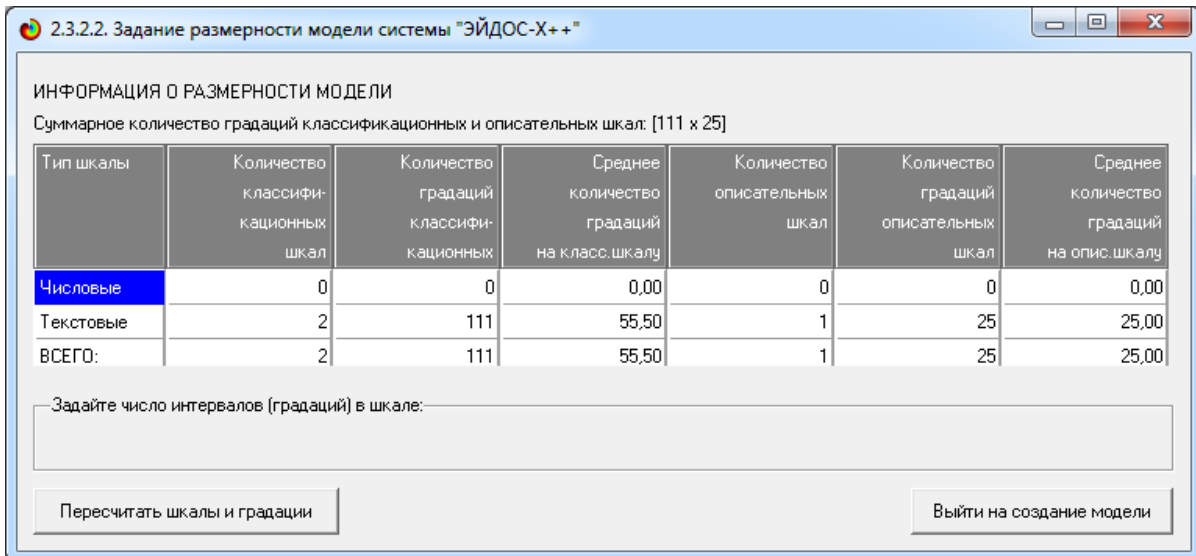 2.3.2.2. Задание размерности модели системы "ЭЙДОС-X++"
ИНФОРМАЦИЯ О РАЗМЕРНОСТИ МОДЕЛИ
Суммарное количество градаций классификационных и описательных шкал: [111 x 25]
Тип шкалы Количество Количество Среднее Количество Количество Среднее
классифи- градаций количество описательных градаций количество
кационных классифи- градаций шкал описательных градаций
шкал кационных на класс.шкалу шкал на опис.шкалу
Числовые 0 0 0,00 0 0 0,00
Текстовые 2 111 55,50 1 25 25,00
ВСЕГО: 2 111 55,50 1 25 25,00
Задайте число интервалов (градаций) в шкале:
Пересчитать шкалы и градации Выйти на создание модели